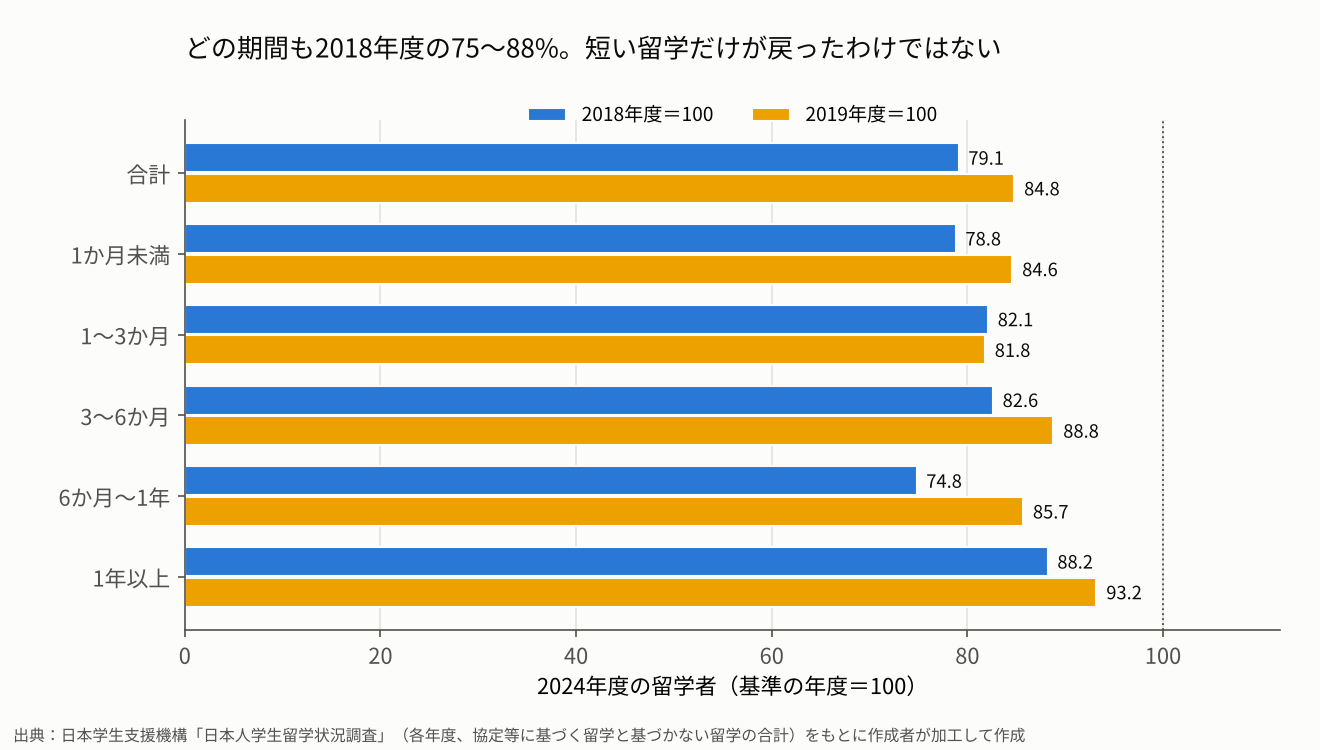 どの期間も2018年度の75〜88%。短い留学だけが戻ったわけではない
2018年度＝100 2019年度＝100
合計 79.1
84.8
1か月未満 78.8
84.6
1〜3か月 82.1
81.8
3〜6か月 82.6
88.8
6か月〜1年 74.8
85.7
1年以上 88.2
93.2
0 20 40 60 80 100
2024年度の留学者（基準の年度＝100）
出典：日本学生支援機構「日本人学生留学状況調査」（各年度、協定等に基づく留学と基づかない留学の合計）をもとに作成者が加工して作成